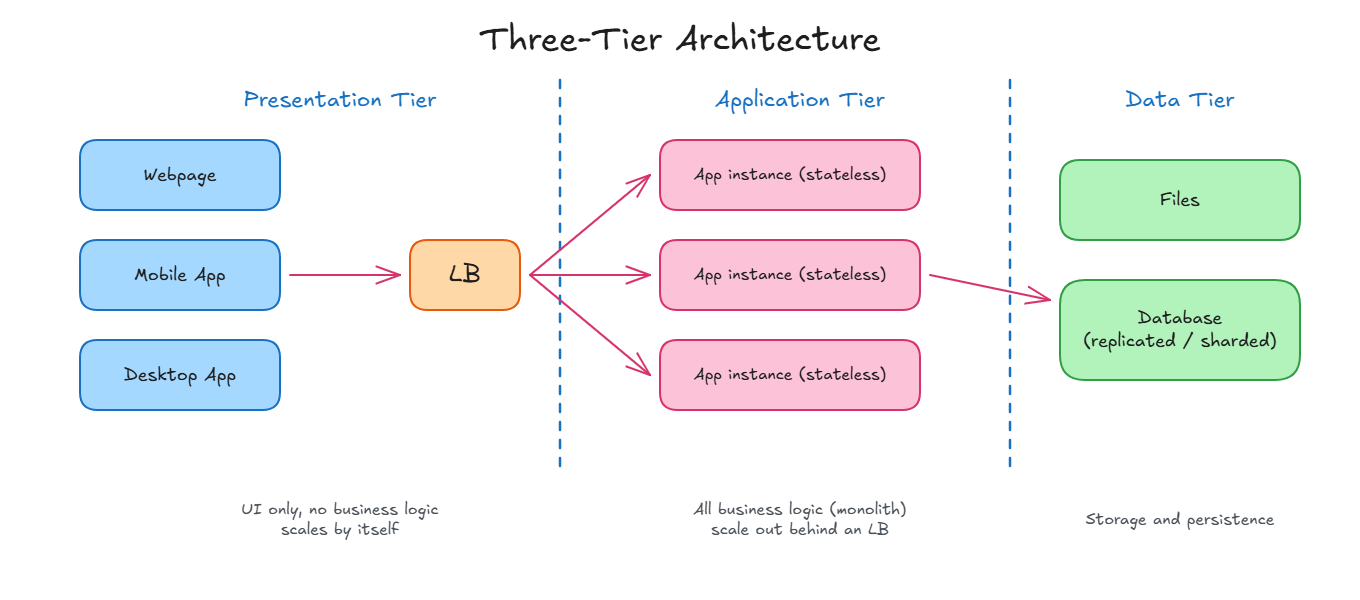 Three-Tier Architecture
Presentation Tier
Application Tier
Data Tier
Webpage
Mobile App
Desktop App
LB
App instance (stateless)
App instance (stateless)
App instance (stateless)
Files
Database
(replicated / sharded)
UI only, no business logic
scales by itself
All business logic (monolith)
scale out behind an LB
Storage and persistence